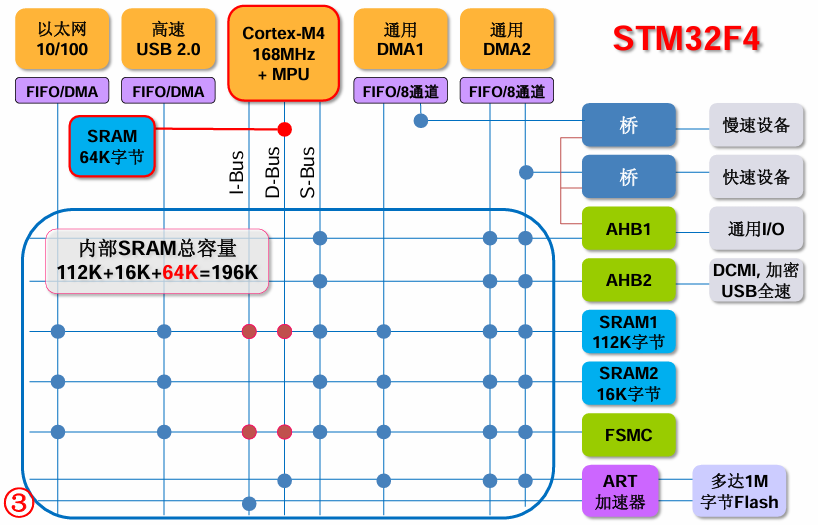 以太网
10/100
高速
USB 2.0
Cortex-M4
168MHz
+ MPU
通用
DMA1
通用
DMA2
STM32F4
FIFO/DMA
FIFO/DMA
FIFO/8通道
FIFO/8通道
SRAM
64K字节
I-Bus
D-Bus
S-Bus
桥
慢速设备
桥
快速设备
内部SRAM总容量
112K+16K+64K=196K
AHB1
通用I/O
AHB2
DCMI, 加密
USB全速
SRAM1
112K字节
SRAM2
16K字节
FSMC
③
ART
加速器
多达1M
字节Flash